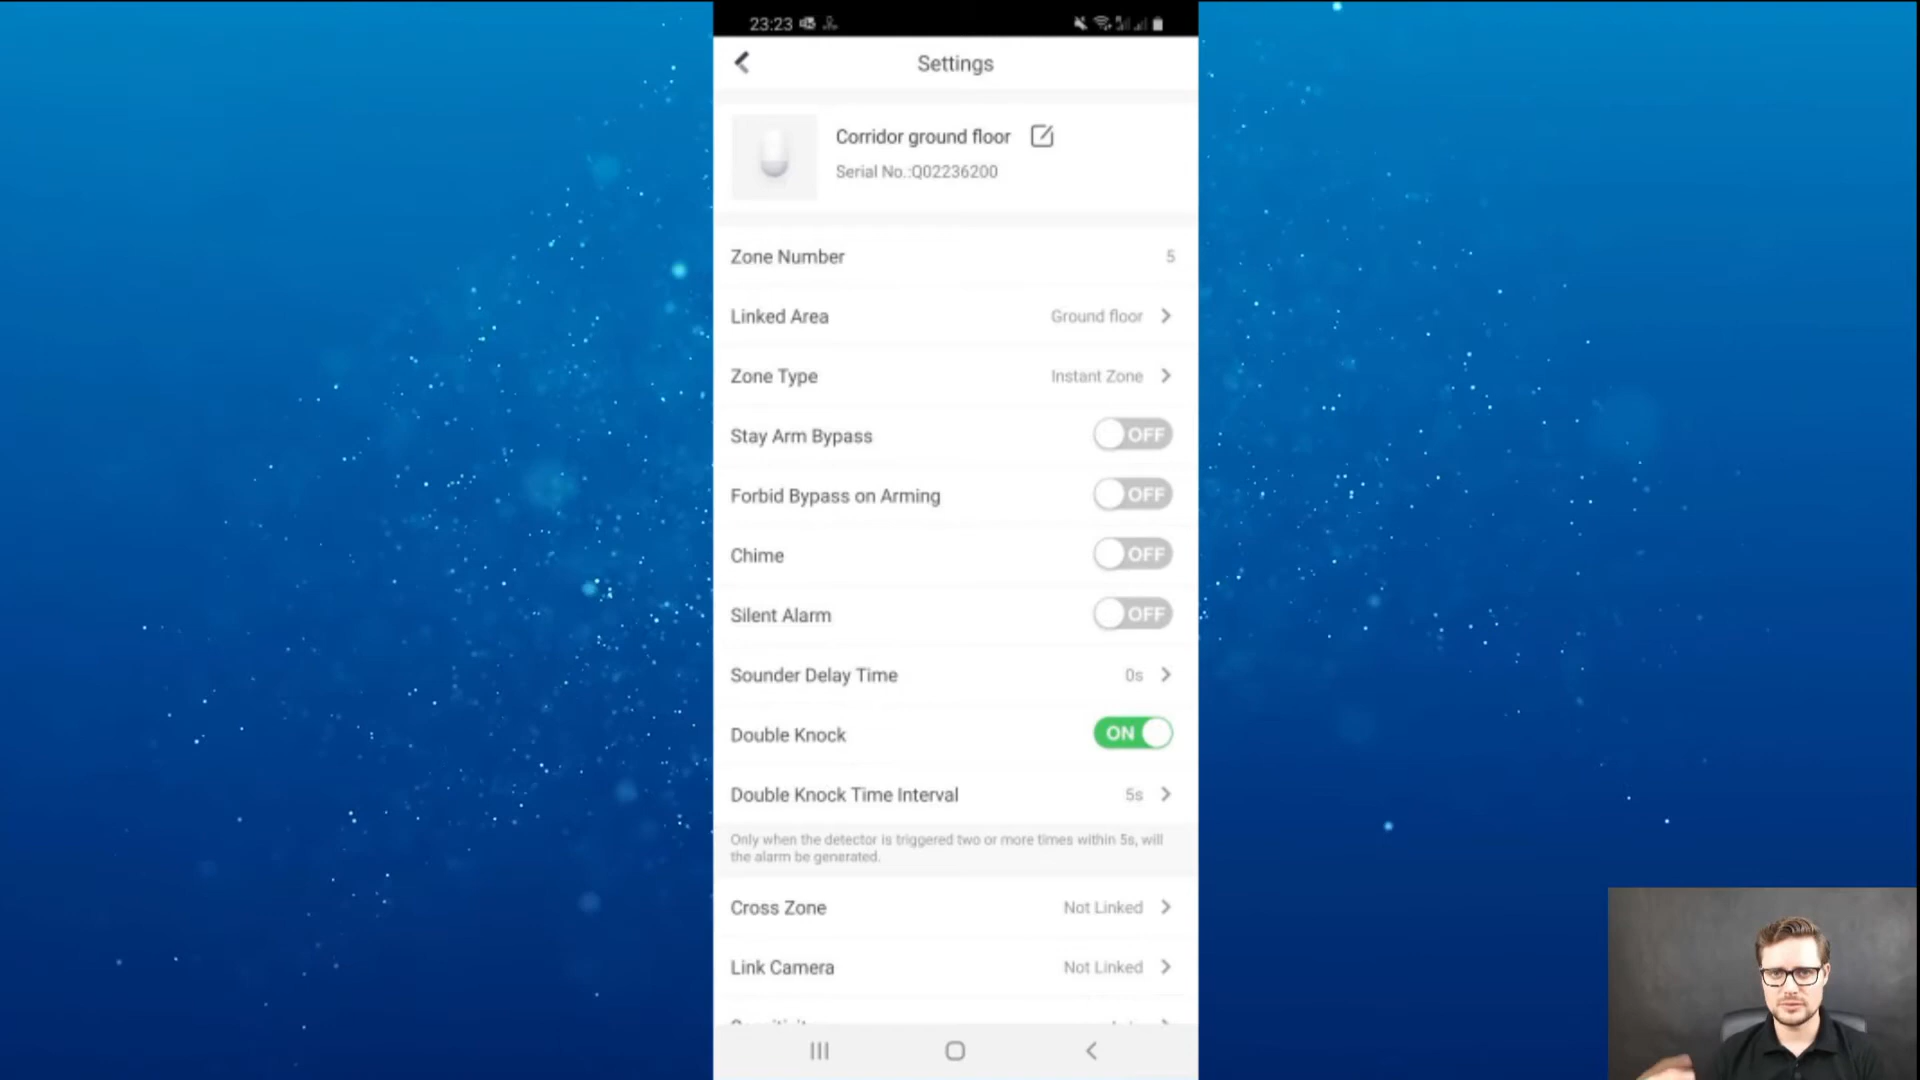 23:23
Settings
Corridor ground floor
Serial No.:Q02236200
Zone Number 5
Linked Area Ground floor
Zone Type Instant Zone
Stay Arm Bypass OFF
Forbid Bypass on Arming OFF
Chime OFF
Silent Alarm OFF
Sounder Delay Time 0s
Double Knock ON
Double Knock Time Interval 5s
Only when the detector is triggered two or more times within 5s, will
the alarm be generated.
Cross Zone Not Linked
Link Camera Not Linked